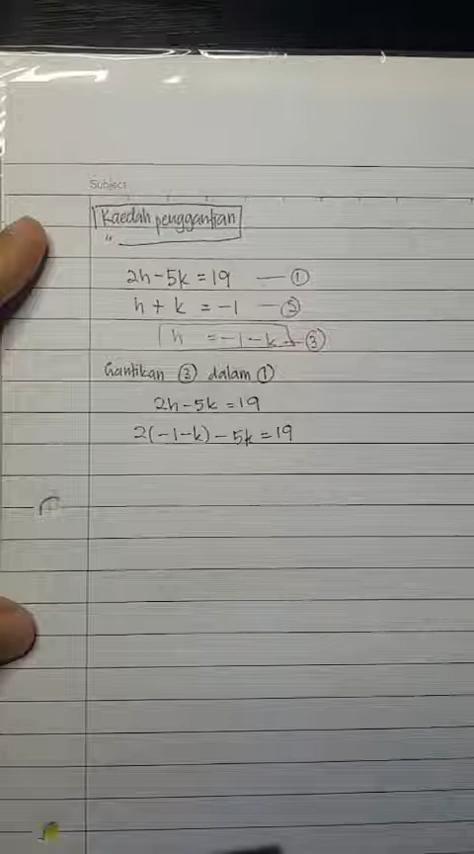 Subject
Kaedah penggantian
2h - 5k = 19 — ①
h + k = -1 — ②
h = -1 - k — ③
Gantikan ③ dalam ①
2h - 5k = 19
2(-1-k) - 5k = 19